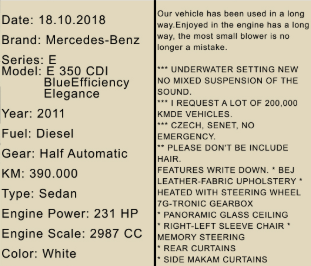 Date: 18.10.2018
Brand: Mercedes-Benz
Series: E
Model: E 350 CDI
BlueEfficiency
Elegance
Year: 2011
Fuel: Diesel
Gear: Half Automatic
KM: 390.000
Type: Sedan
Engine Power: 231 HP
Engine Scale: 2987 CC
Color: White
Our vehicle has been used in a long
way.Enjoyed in the engine has a long
way, the most small blower is no
longer a mistake.
*** UNDERWATER SETTING NEW
NO MIXED SUSPENSION OF THE
SOUND.
*** I REQUEST A LOT OF 200,000
KMDE VEHICLES.
*** CZECH, SENET, NO
EMERGENCY.
** PLEASE DON'T BE INCLUDE
HAIR.
FEATURES WRITE DOWN. * BEJ
LEATHER-FABRIC UPHOLSTERY *
HEATED WITH STEERING WHEEL
7G-TRONIC GEARBOX
* PANORAMIC GLASS CEILING
* RIGHT-LEFT SLEEVE CHAIR *
MEMORY STEERING
* REAR CURTAINS
* SIDE MAKAM CURTAINS